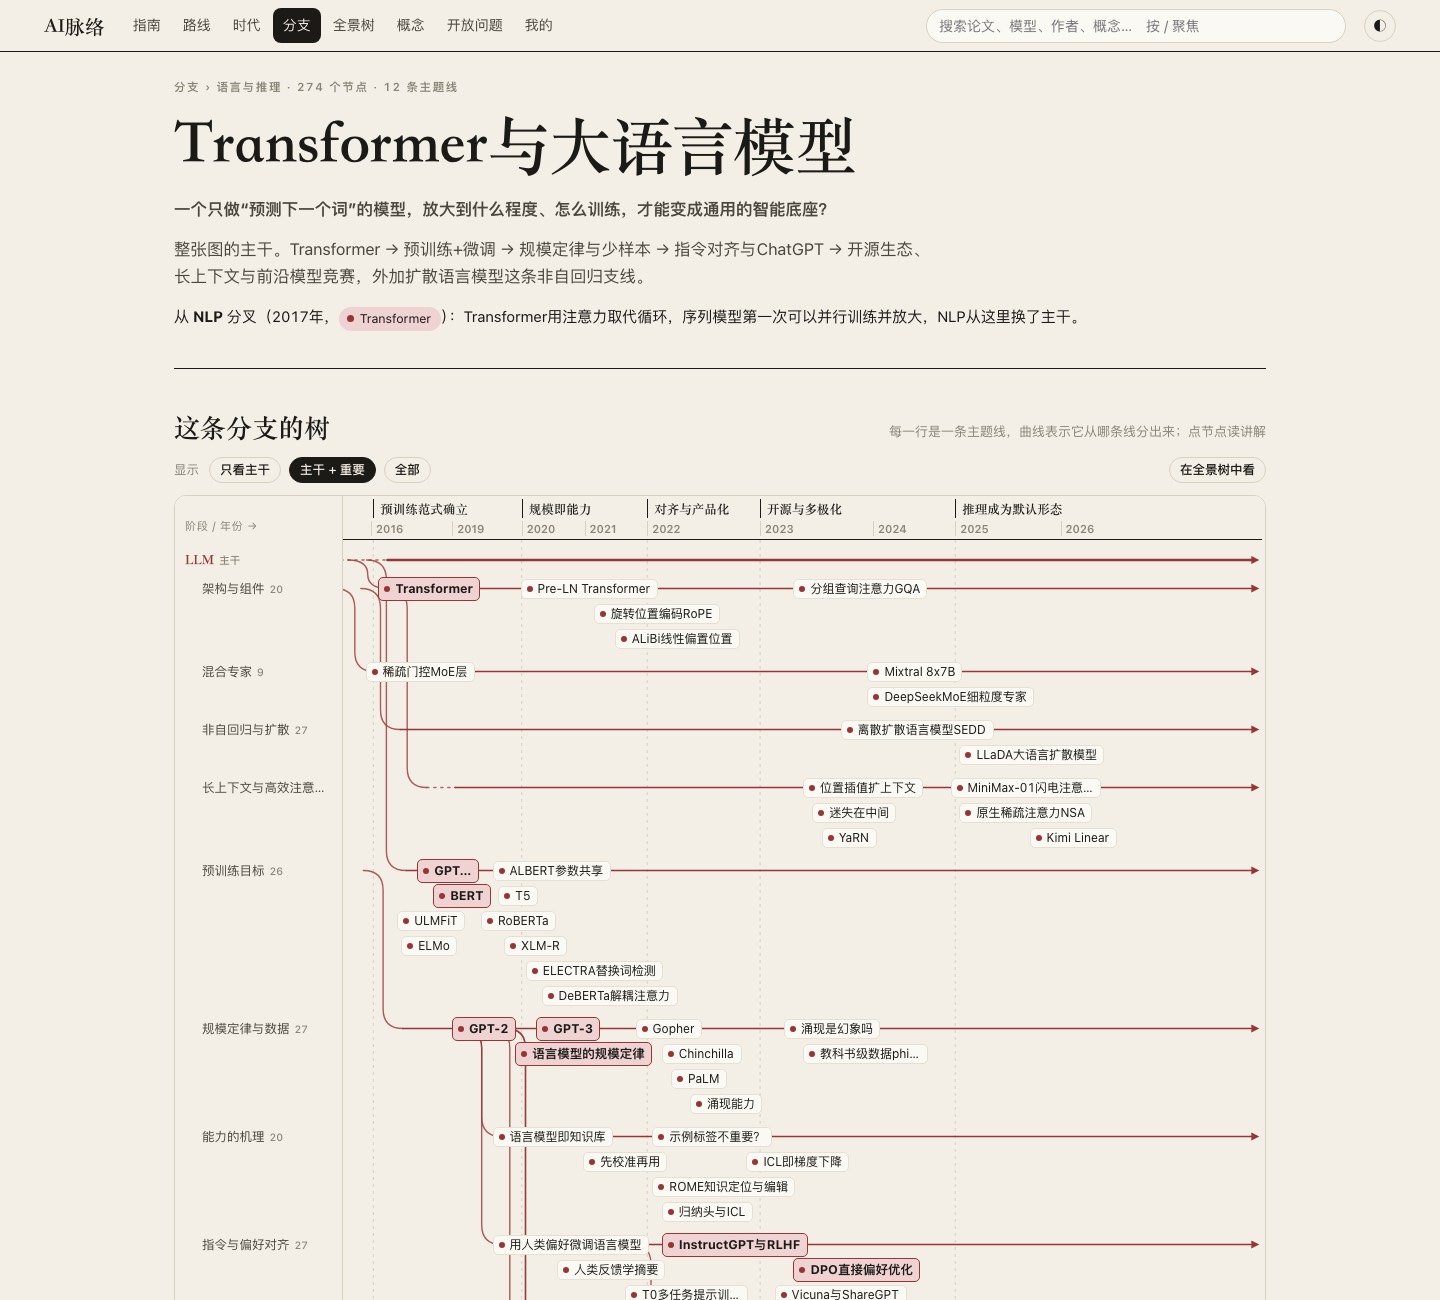 AI脉络 指南 路线 时代 分支 全景树 概念 开放问题 我的 搜索论文、模型、作者、概念… 按 / 聚焦
分支 › 语言与推理 · 274 个节点 · 12 条主题线
Transformer与大语言模型
一个只做“预测下一个词”的模型，放大到什么程度、怎么训练，才能变成通用的智能底座？
整张图的主干。Transformer → 预训练+微调 → 规模定律与少样本 → 指令对齐与ChatGPT → 开源生态、
长上下文与前沿模型竞赛，外加扩散语言模型这条非自回归支线。
从 NLP 分叉（2017年， Transformer ）：Transformer用注意力取代循环，序列模型第一次可以并行训练并放大，NLP从这里换了主干。
这条分支的树
每一行是一条主题线，曲线表示它从哪条线分出来；点节点读讲解
显示 只看主干 主干 + 重要 全部 在全景树中看
预训练范式确立 规模即能力 对齐与产品化 开源与多极化 推理成为默认形态
阶段 / 年份 → 2016 2019 2020 2021 2022 2023 2024 2025 2026
LLM 主干
架构与组件 20 Transformer Pre-LN Transformer 分组查询注意力GQA
旋转位置编码RoPE
ALiBi线性偏置位置
混合专家 9 稀疏门控MoE层 Mixtral 8x7B
DeepSeekMoE细粒度专家
非自回归与扩散 27 离散扩散语言模型SEDD
LLaDA大语言扩散模型
长上下文与高效注意… 位置插值扩上下文 MiniMax-01闪电注意…
迷失在中间 原生稀疏注意力NSA
YaRN Kimi Linear
预训练目标 26 GPT… ALBERT参数共享
BERT T5
ULMFiT RoBERTa
ELMo XLM-R
ELECTRA替换词检测
DeBERTa解耦注意力
规模定律与数据 27 GPT-2 GPT-3 Gopher 涌现是幻象吗
语言模型的规模定律 Chinchilla 教科书级数据phi…
PaLM
涌现能力
能力的机理 20 语言模型即知识库 示例标签不重要？
先校准再用 ICL即梯度下降
ROME知识定位与编辑
归纳头与ICL
指令与偏好对齐 27 用人类偏好微调语言模型 InstructGPT与RLHF
人类反馈学摘要 DPO直接偏好优化
T0多任务提示训… Vicuna与ShareGPT